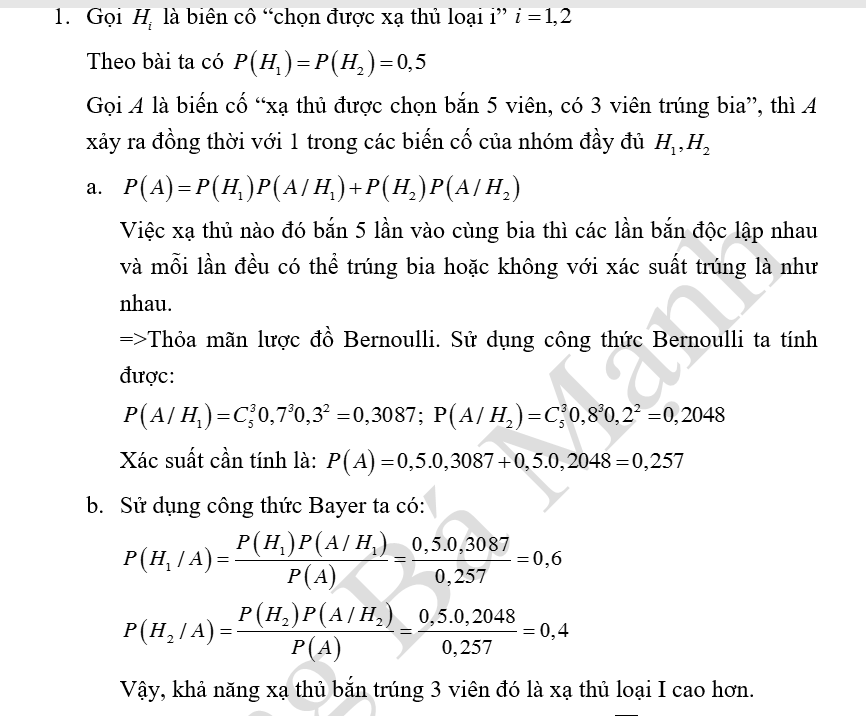 1. Gọi H_i là biến cô “chọn được xạ thủ loại i” i = 1,2
Theo bài ta có P(H_1) = P(H_2) = 0,5
Gọi A là biến cố “xạ thủ được chọn bắn 5 viên, có 3 viên trúng bia”, thì A
xảy ra đồng thời với 1 trong các biến cố của nhóm đầy đủ H_1, H_2
a. P(A) = P(H_1)P(A / H_1) + P(H_2)P(A / H_2)
Việc xạ thủ nào đó bắn 5 lần vào cùng bia thì các lần bắn độc lập nhau
và mỗi lần đều có thể trúng bia hoặc không với xác suất trúng là như
nhau.
=>Thỏa mãn lược đồ Bernoulli. Sử dụng công thức Bernoulli ta tính
được:
P(A / H_1) = C_5^3 0,7^3 0,3^2 = 0,3087; P(A / H_2) = C_5^3 0,8^3 0,2^2 = 0,2048
Xác suất cần tính là: P(A) = 0,5.0,3087 + 0,5.0,2048 = 0,257
b. Sử dụng công thức Bayer ta có:
P(H_1 / A) = P(H_1)P(A / H_1) / P(A) = 0,5.0,3087 / 0,257 = 0,6
P(H_2 / A) = P(H_2)P(A / H_2) / P(A) = 0,5.0,2048 / 0,257 = 0,4
Vậy, khả năng xạ thủ bắn trúng 3 viên đó là xạ thủ loại I cao hơn.
g Bá Mạnh